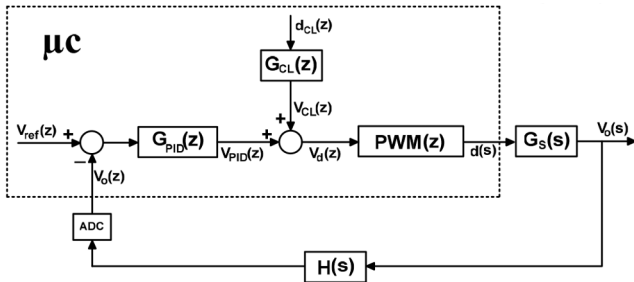 μc
d_CL(z)
G_CL(z)
V_CL(z)
V_ref(z)
+
−
V_o(z)
G_PID(z)
V_PID(z)
+
+
V_d(z)
PWM(z)
d(s)
G_S(s)
V_o(s)
ADC
H(s)